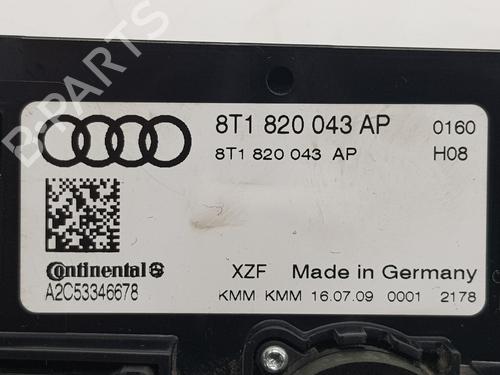 8T1 820 043 AP 0160
8T1 820 043 AP H08
Continental
A2C53346678
XZF Made in Germany
KMM KMM 16.07.09 0001 2178
B-PARTS